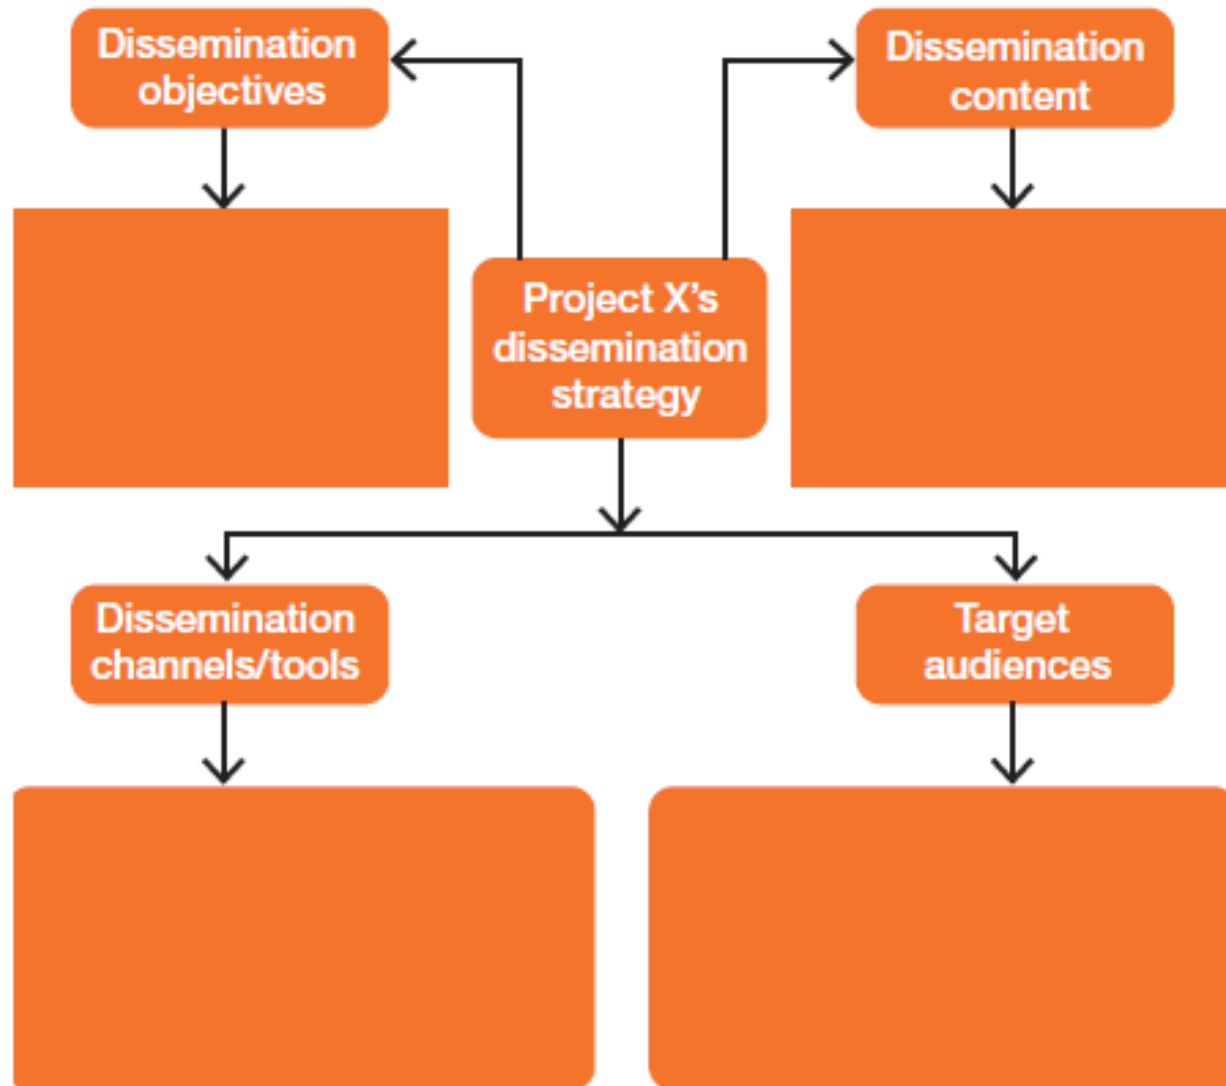 Dissemination
objectives
Dissemination
content
Project X’s
dissemination
strategy
Dissemination
channels/tools
Target
audiences